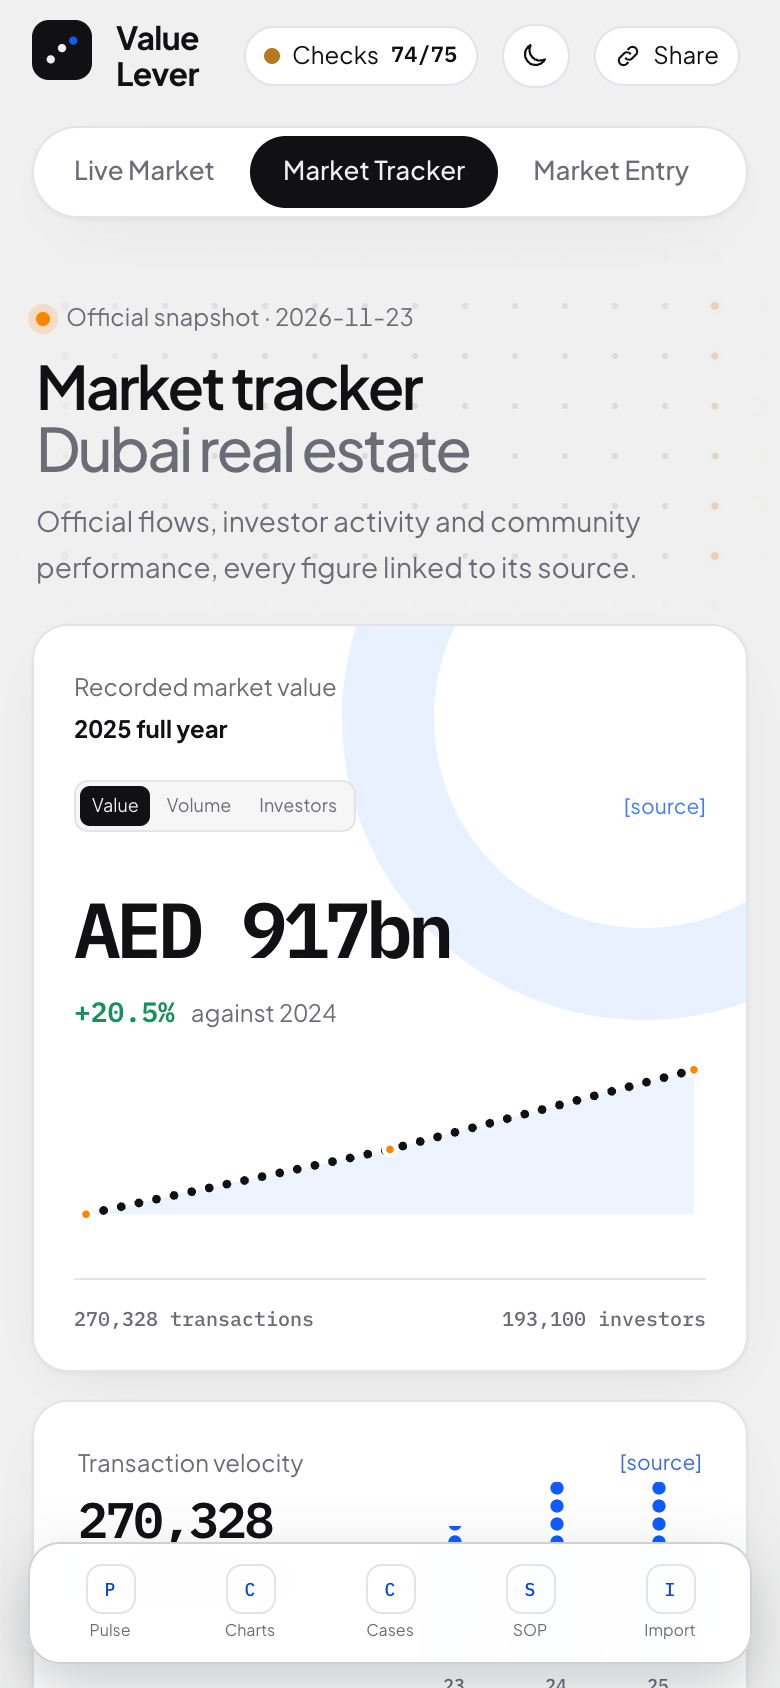 Value
Lever
Checks 74/75
Share
Live Market
Market Tracker
Market Entry
Official snapshot · 2026-11-23
Market tracker
Dubai real estate
Official flows, investor activity and community
performance, every figure linked to its source.
Recorded market value
2025 full year
Value
Volume
Investors
[source]
AED 917bn
+20.5% against 2024
270,328 transactions
193,100 investors
Transaction velocity
[source]
270,328
P
C
C
S
I
Pulse
Charts
Cases
SOP
Import
23
24
25